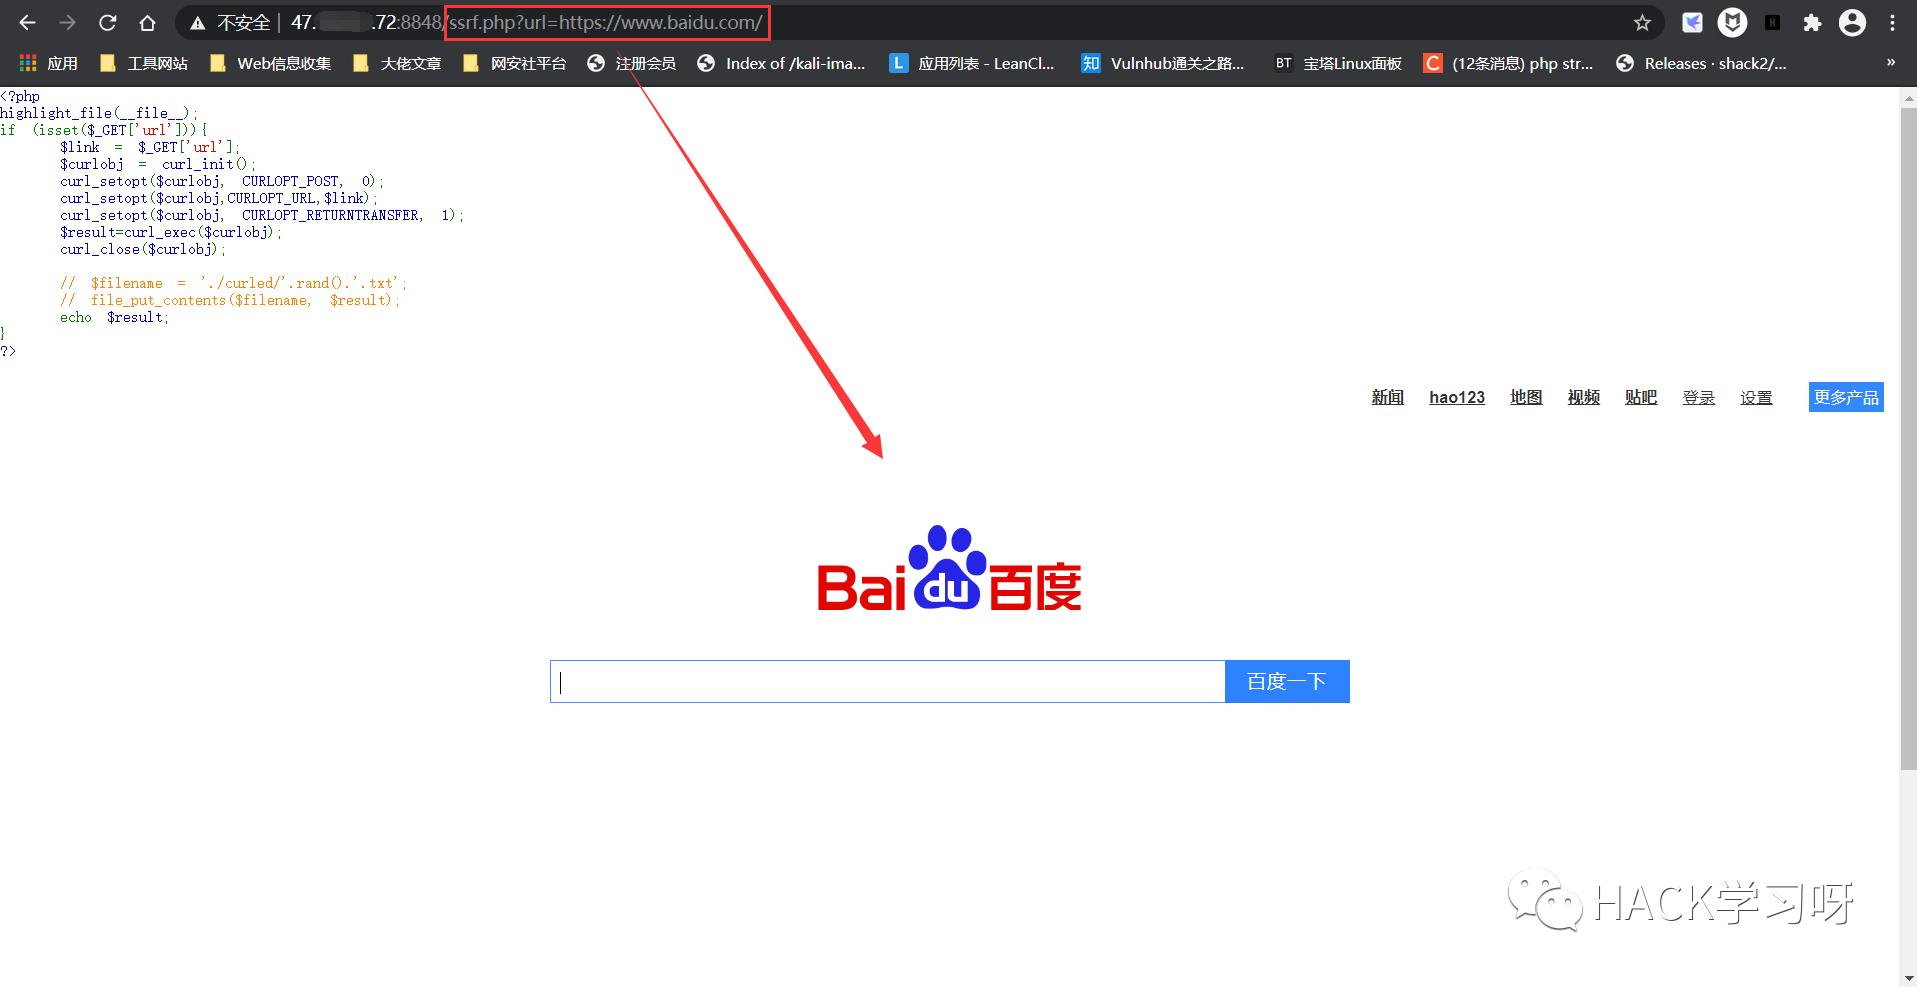 不安全 | 47. .72:8848/ssrf.php?url=https://www.baidu.com/
应用 工具网站 Web信息收集 大佬文章 网安社平台 注册会员 Index of /kali-ima... L 应用列表 - LeanCl... 知 Vulnhub通关之路... BT 宝塔Linux面板 C (12条消息) php str... Releases · shack2/... »
<?php
highlight_file(__file__);
if (isset($_GET['url'])){
$link = $_GET['url'];
$curlobj = curl_init();
curl_setopt($curlobj, CURLOPT_POST, 0);
curl_setopt($curlobj,CURLOPT_URL,$link);
curl_setopt($curlobj, CURLOPT_RETURNTRANSFER, 1);
$result=curl_exec($curlobj);
curl_close($curlobj);
// $filename = './curled/'.rand().'.txt';
// file_put_contents($filename, $result);
echo $result;
}
?>
新闻 hao123 地图 视频 贴吧 登录 设置 更多产品
Bai du 百度
百度一下
HACK学习呀